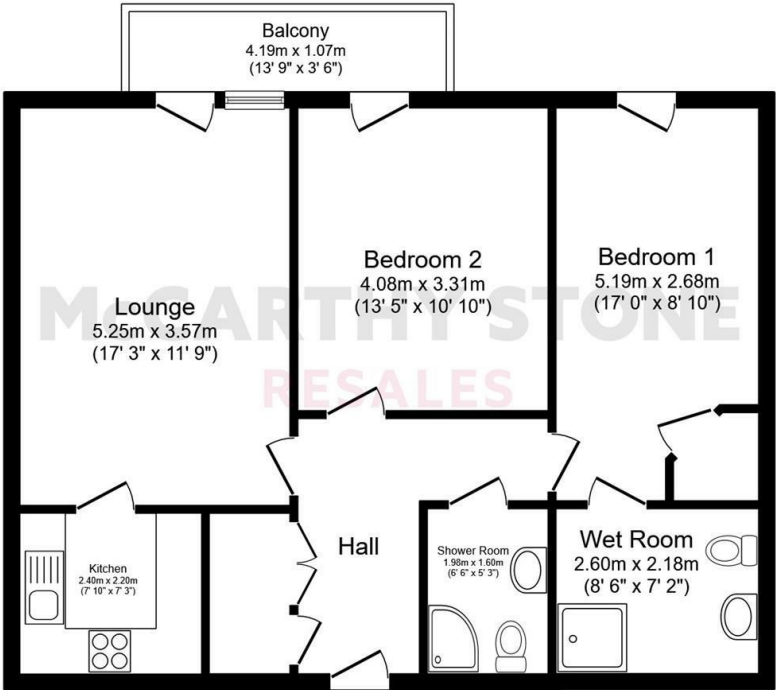 Balcony
4.19m x 1.07m
(13' 9" x 3' 6")
Bedroom 2
4.08m x 3.31m
(13' 5" x 10' 10")
Bedroom 1
5.19m x 2.68m
(17' 0" x 8' 10")
Lounge
5.25m x 3.57m
(17' 3" x 11' 9")
McCARTHY STONE
RESALES
Kitchen
2.40m x 2.20m
(7' 10" x 7' 3")
Hall
Shower Room
1.98m x 1.60m
(6' 6" x 5' 3")
Wet Room
2.60m x 2.18m
(8' 6" x 7' 2")